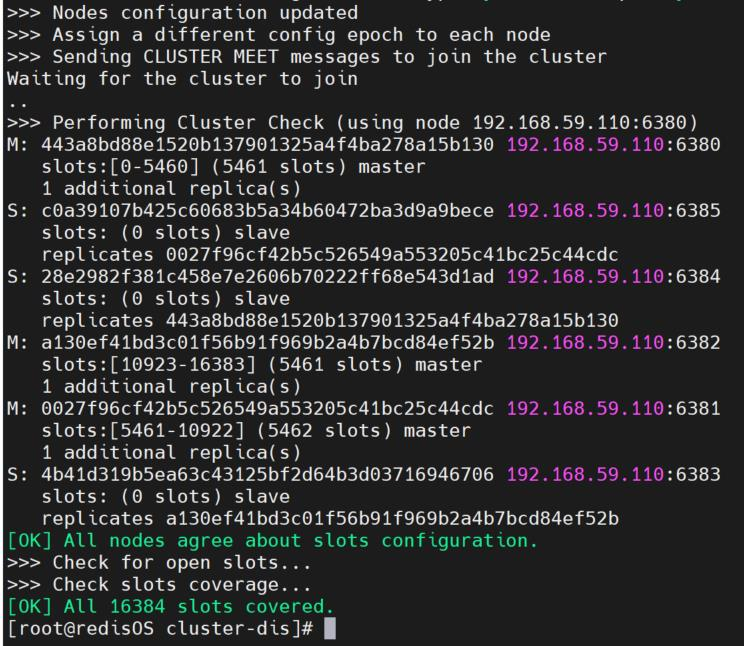 >>> Nodes configuration updated
>>> Assign a different config epoch to each node
>>> Sending CLUSTER MEET messages to join the cluster
Waiting for the cluster to join
..
>>> Performing Cluster Check (using node 192.168.59.110:6380)
M: 443a8bd88e1520b137901325a4f4ba278a15b130 192.168.59.110:6380
   slots:[0-5460] (5461 slots) master
   1 additional replica(s)
S: c0a39107b425c60683b5a34b60472ba3d9a9bece 192.168.59.110:6385
   slots: (0 slots) slave
   replicates 0027f96cf42b5c526549a553205c41bc25c44cdc
S: 28e2982f381c458e7e2606b70222ff68e543d1ad 192.168.59.110:6384
   slots: (0 slots) slave
   replicates 443a8bd88e1520b137901325a4f4ba278a15b130
M: a130ef41bd3c01f56b91f969b2a4b7bcd84ef52b 192.168.59.110:6382
   slots:[10923-16383] (5461 slots) master
   1 additional replica(s)
M: 0027f96cf42b5c526549a553205c41bc25c44cdc 192.168.59.110:6381
   slots:[5461-10922] (5462 slots) master
   1 additional replica(s)
S: 4b41d319b5ea63c43125bf2d64b3d03716946706 192.168.59.110:6383
   slots: (0 slots) slave
   replicates a130ef41bd3c01f56b91f969b2a4b7bcd84ef52b
[OK] All nodes agree about slots configuration.
>>> Check for open slots...
>>> Check slots coverage...
[OK] All 16384 slots covered.
[root@redisOS cluster-dis]#